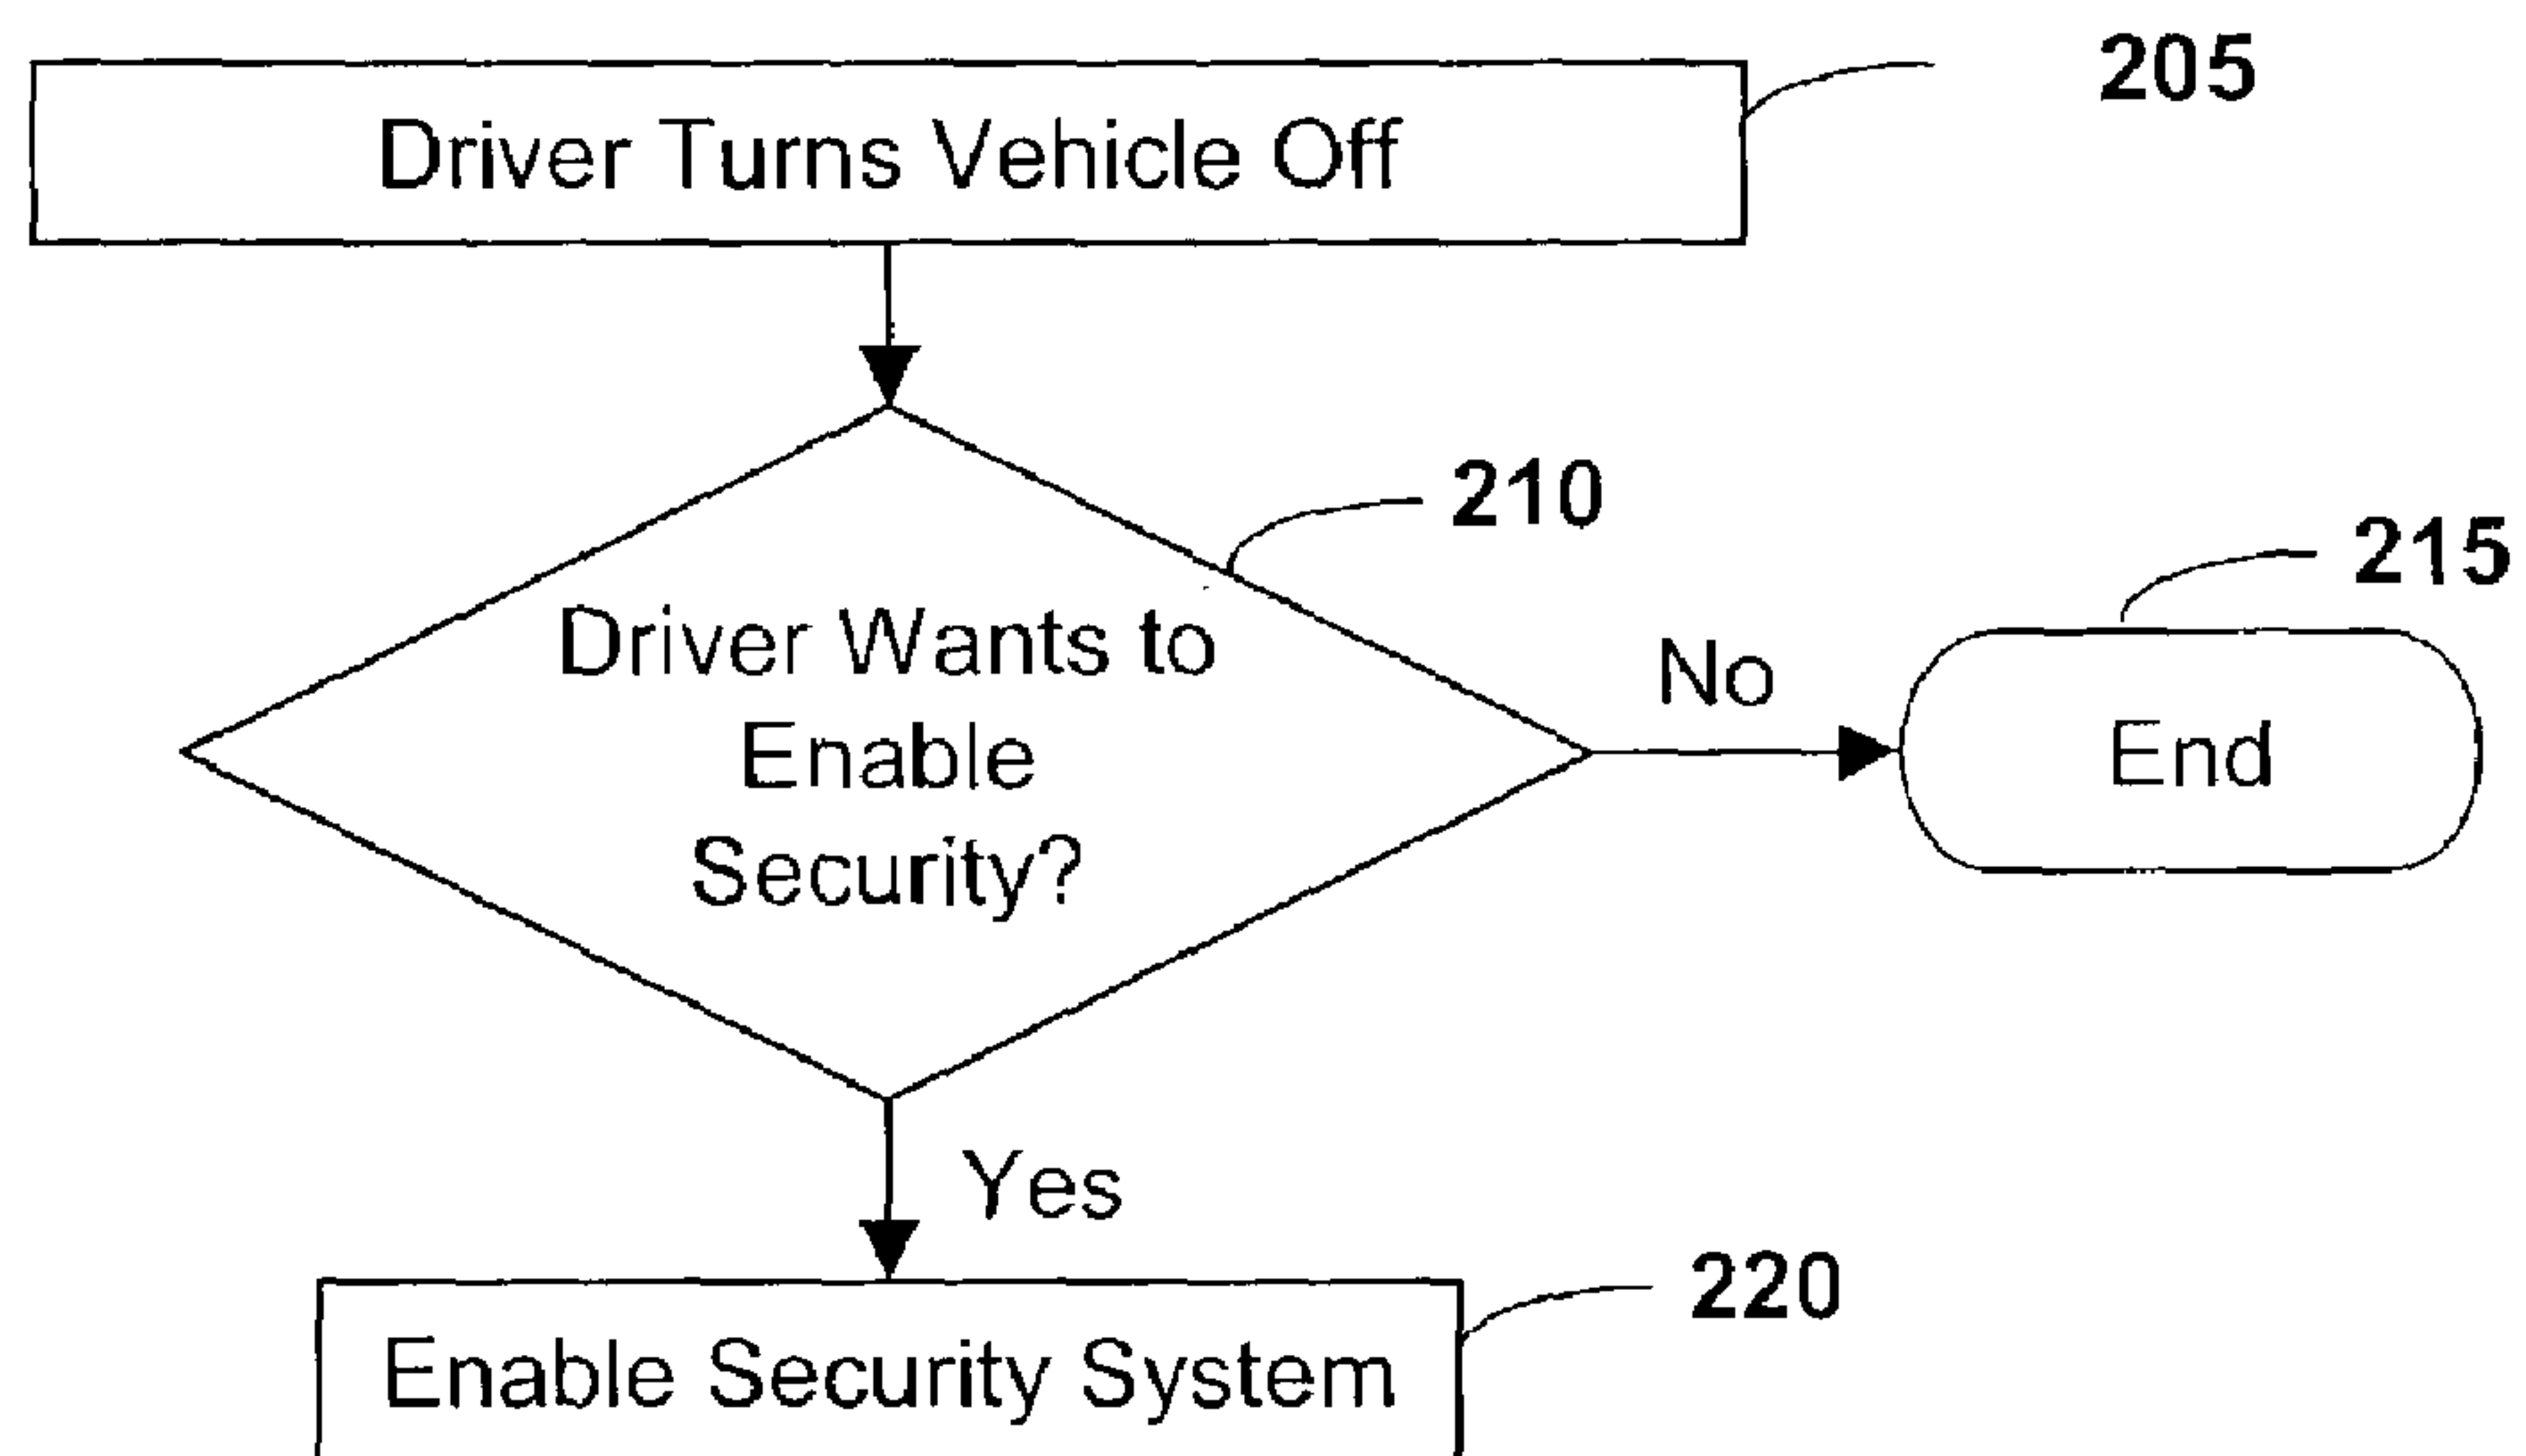 205
Driver Turns Vehicle Off
210
Driver Wants to
Enable
Security?
No
215
End
Yes
220
Enable Security System